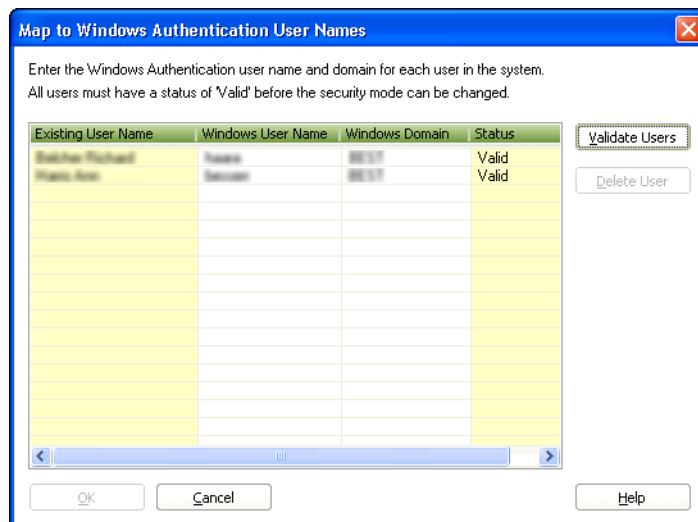 Map to Windows Authentication User Names
Enter the Windows Authentication user name and domain for each user in the system.
All users must have a status of 'Valid' before the security mode can be changed.
Existing User Name Windows User Name Windows Domain Status
Valid
Valid
Validate Users
Delete User
OK Cancel Help